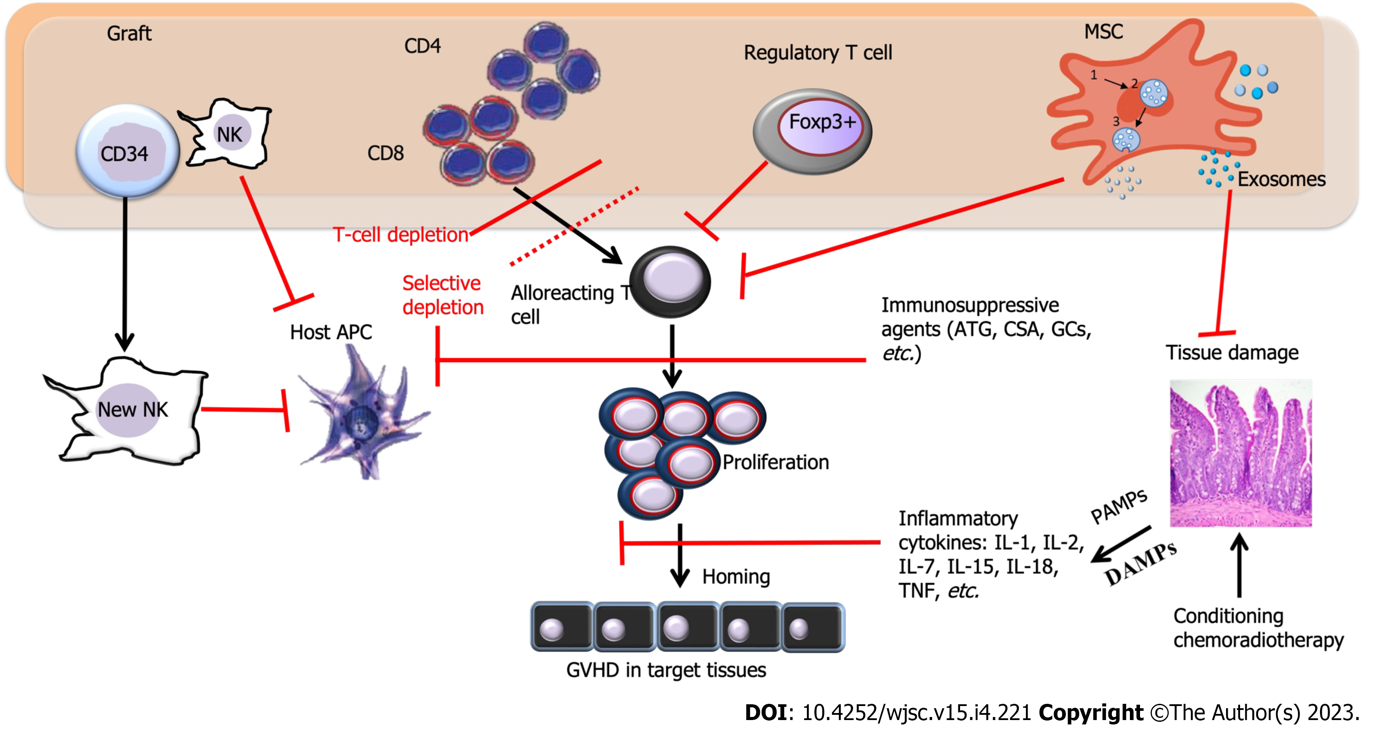 Graft
CD4
Regulatory T cell
MSC
1
2
3
NK
CD34
CD8
Foxp3+
Exosomes
T-cell depletion
Selective
depletion
Alloreacting T
cell
Immunosuppressive
agents (ATG, CSA, GCs,
etc.)
Host APC
Tissue damage
New NK
Proliferation
PAMPs
DAMPs
Inflammatory
cytokines: IL-1, IL-2,
IL-7, IL-15, IL-18,
TNF, etc.
Homing
Conditioning
chemoradiotherapy
GVHD in target tissues
DOI: 10.4252/wjsc.v15.i4.221 Copyright ©The Author(s) 2023.